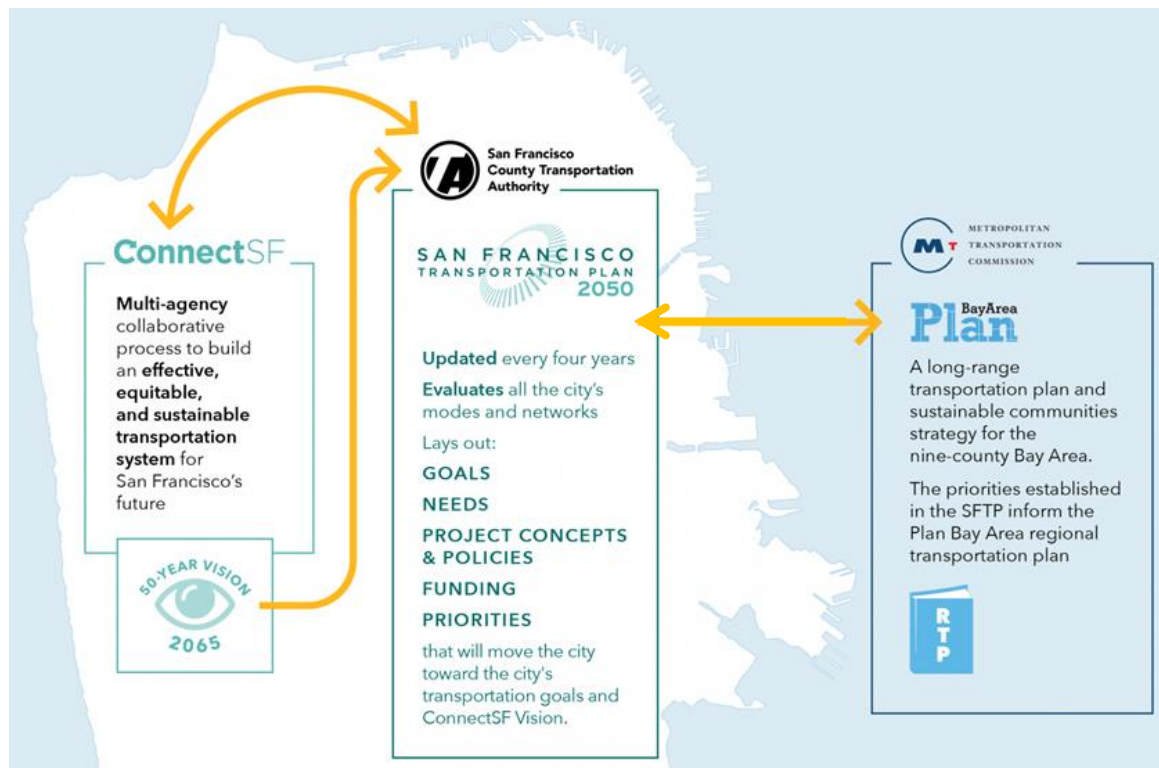 ConnectSF
Multi-agency
collaborative
process to build
an effective,
equitable,
and sustainable
transportation
system for
San Francisco's
future
50-YEAR VISION
2065
TA
San Francisco
County Transportation
Authority
SAN FRANCISCO
TRANSPORTATION PLAN
2050
Updated every four years
Evaluates all the city's
modes and networks
Lays out:
GOALS
NEEDS
PROJECT CONCEPTS
& POLICIES
FUNDING
PRIORITIES
that will move the city
toward the city's
transportation goals and
ConnectSF Vision.
MT
METROPOLITAN
TRANSPORTATION
COMMISSION
BayArea
Plan
A long-range
transportation plan and
sustainable communities
strategy for the
nine-county Bay Area.
The priorities established
in the SFTP inform the
Plan Bay Area regional
transportation plan
RTP